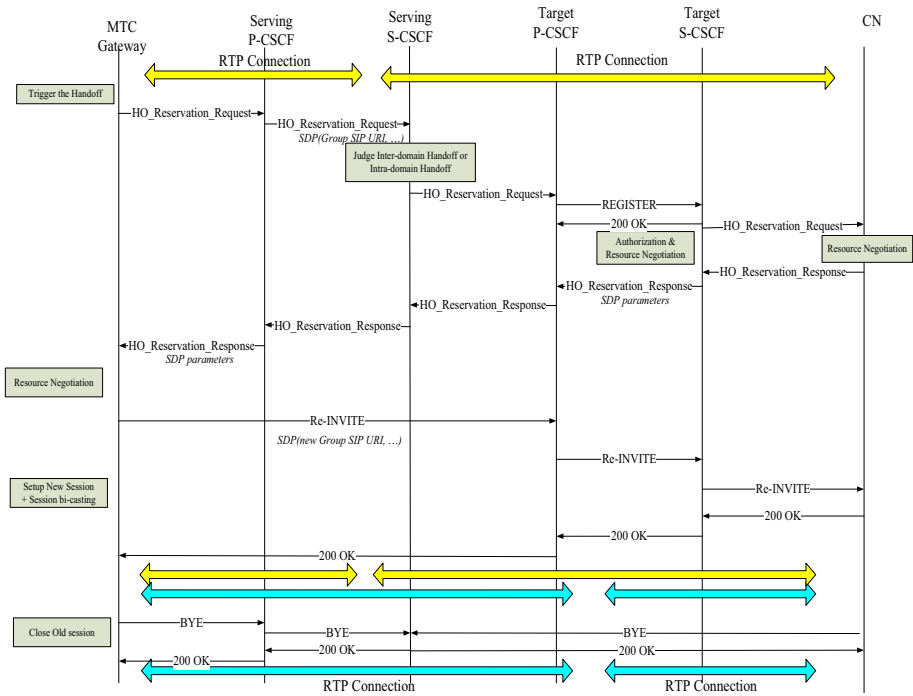 MTC
Gateway
Serving
P-CSCF
Serving
S-CSCF
Target
P-CSCF
Target
S-CSCF
CN
RTP Connection
RTP Connection
Trigger the Handoff
HO_Reservation_Request
HO_Reservation_Request
SDP(Group SIP URI, …)
Judge Inter-domain Handoff or
Intra-domain Handoff
HO_Reservation_Request
REGISTER
200 OK
HO_Reservation_Request
Authorization &
Resource Negotiation
Resource Negotiation
HO_Reservation_Response
HO_Reservation_Response
SDP parameters
HO_Reservation_Response
HO_Reservation_Response
HO_Reservation_Response
SDP parameters
Resource Negotiation
Re-INVITE
SDP(new Group SIP URI, …)
Re-INVITE
Setup New Session
+ Session bi-casting
Re-INVITE
200 OK
200 OK
200 OK
Close Old session
BYE
BYE
BYE
200 OK
200 OK
200 OK
RTP Connection
RTP Connection